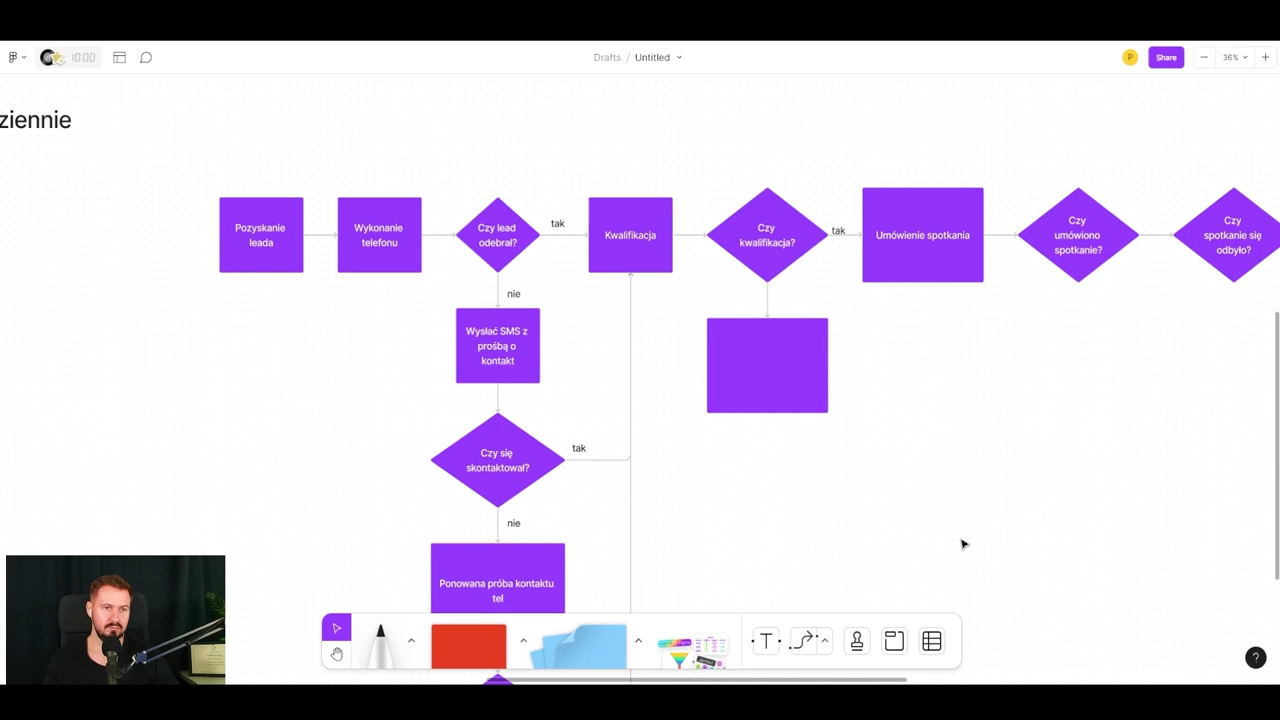 10:00
Drafts / Untitled
P
Share
36%
ziennie
Pozyskanie
leada
Wykonanie
telefonu
Czy lead
odebrał?
tak
Kwalifikacja
Czy
kwalifikacja?
tak
Umówienie spotkania
Czy
umówiono
spotkanie?
Czy
spotkanie się
odbyło?
nie
Wysłać SMS z
prośbą o
kontakt
Czy się
skontaktował?
tak
nie
Ponowana próba kontaktu
tel
T
?